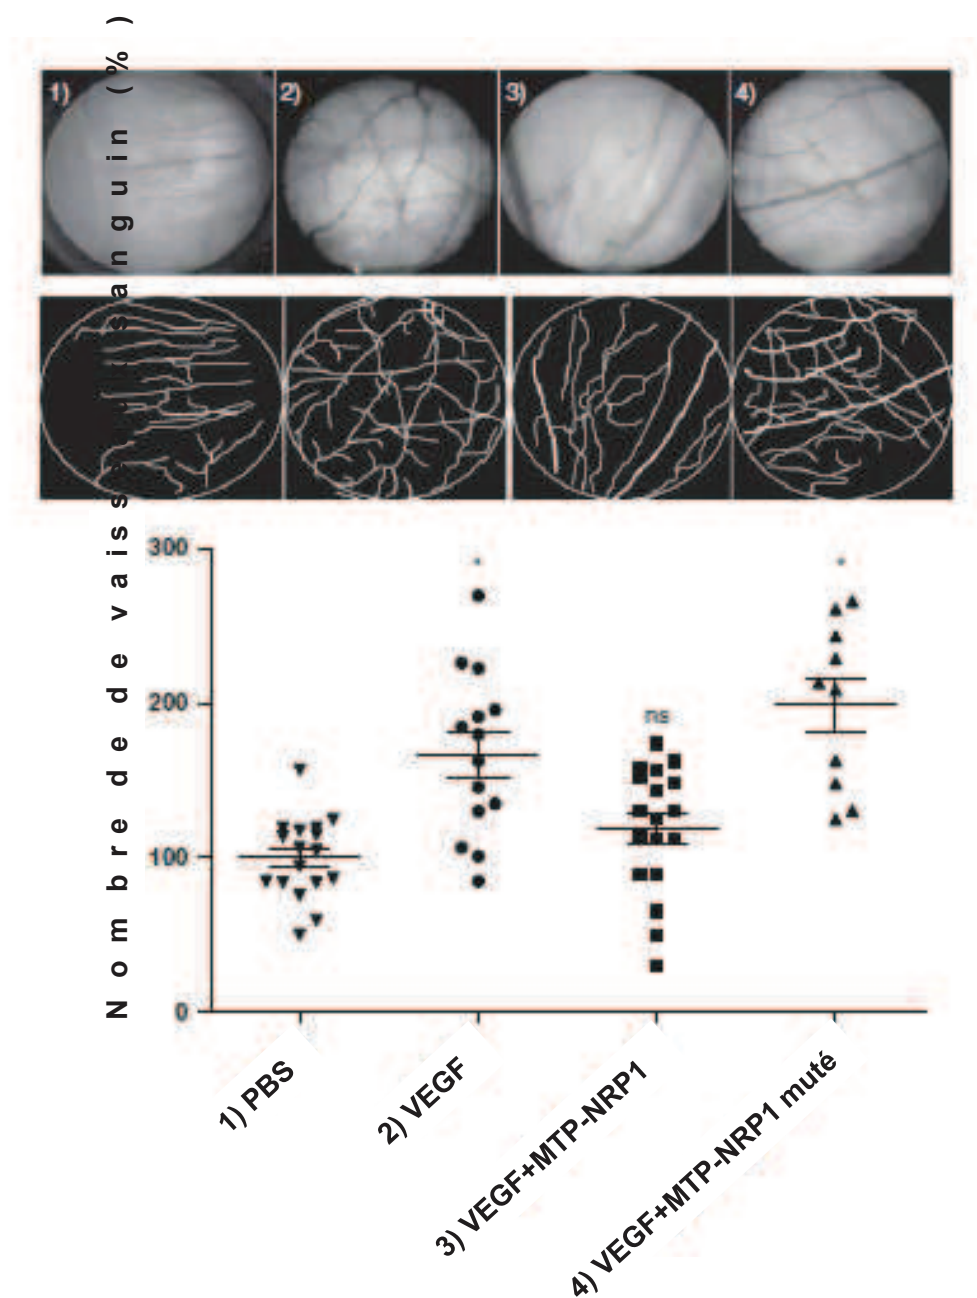 1)
2)
3)
4)
Nombre de vaisseaux sanguin (%)
300
*
*
200
ns
100
0
1) PBS
2) VEGF
3) VEGF+MTP-NRP1
4) VEGF+MTP-NRP1 muté